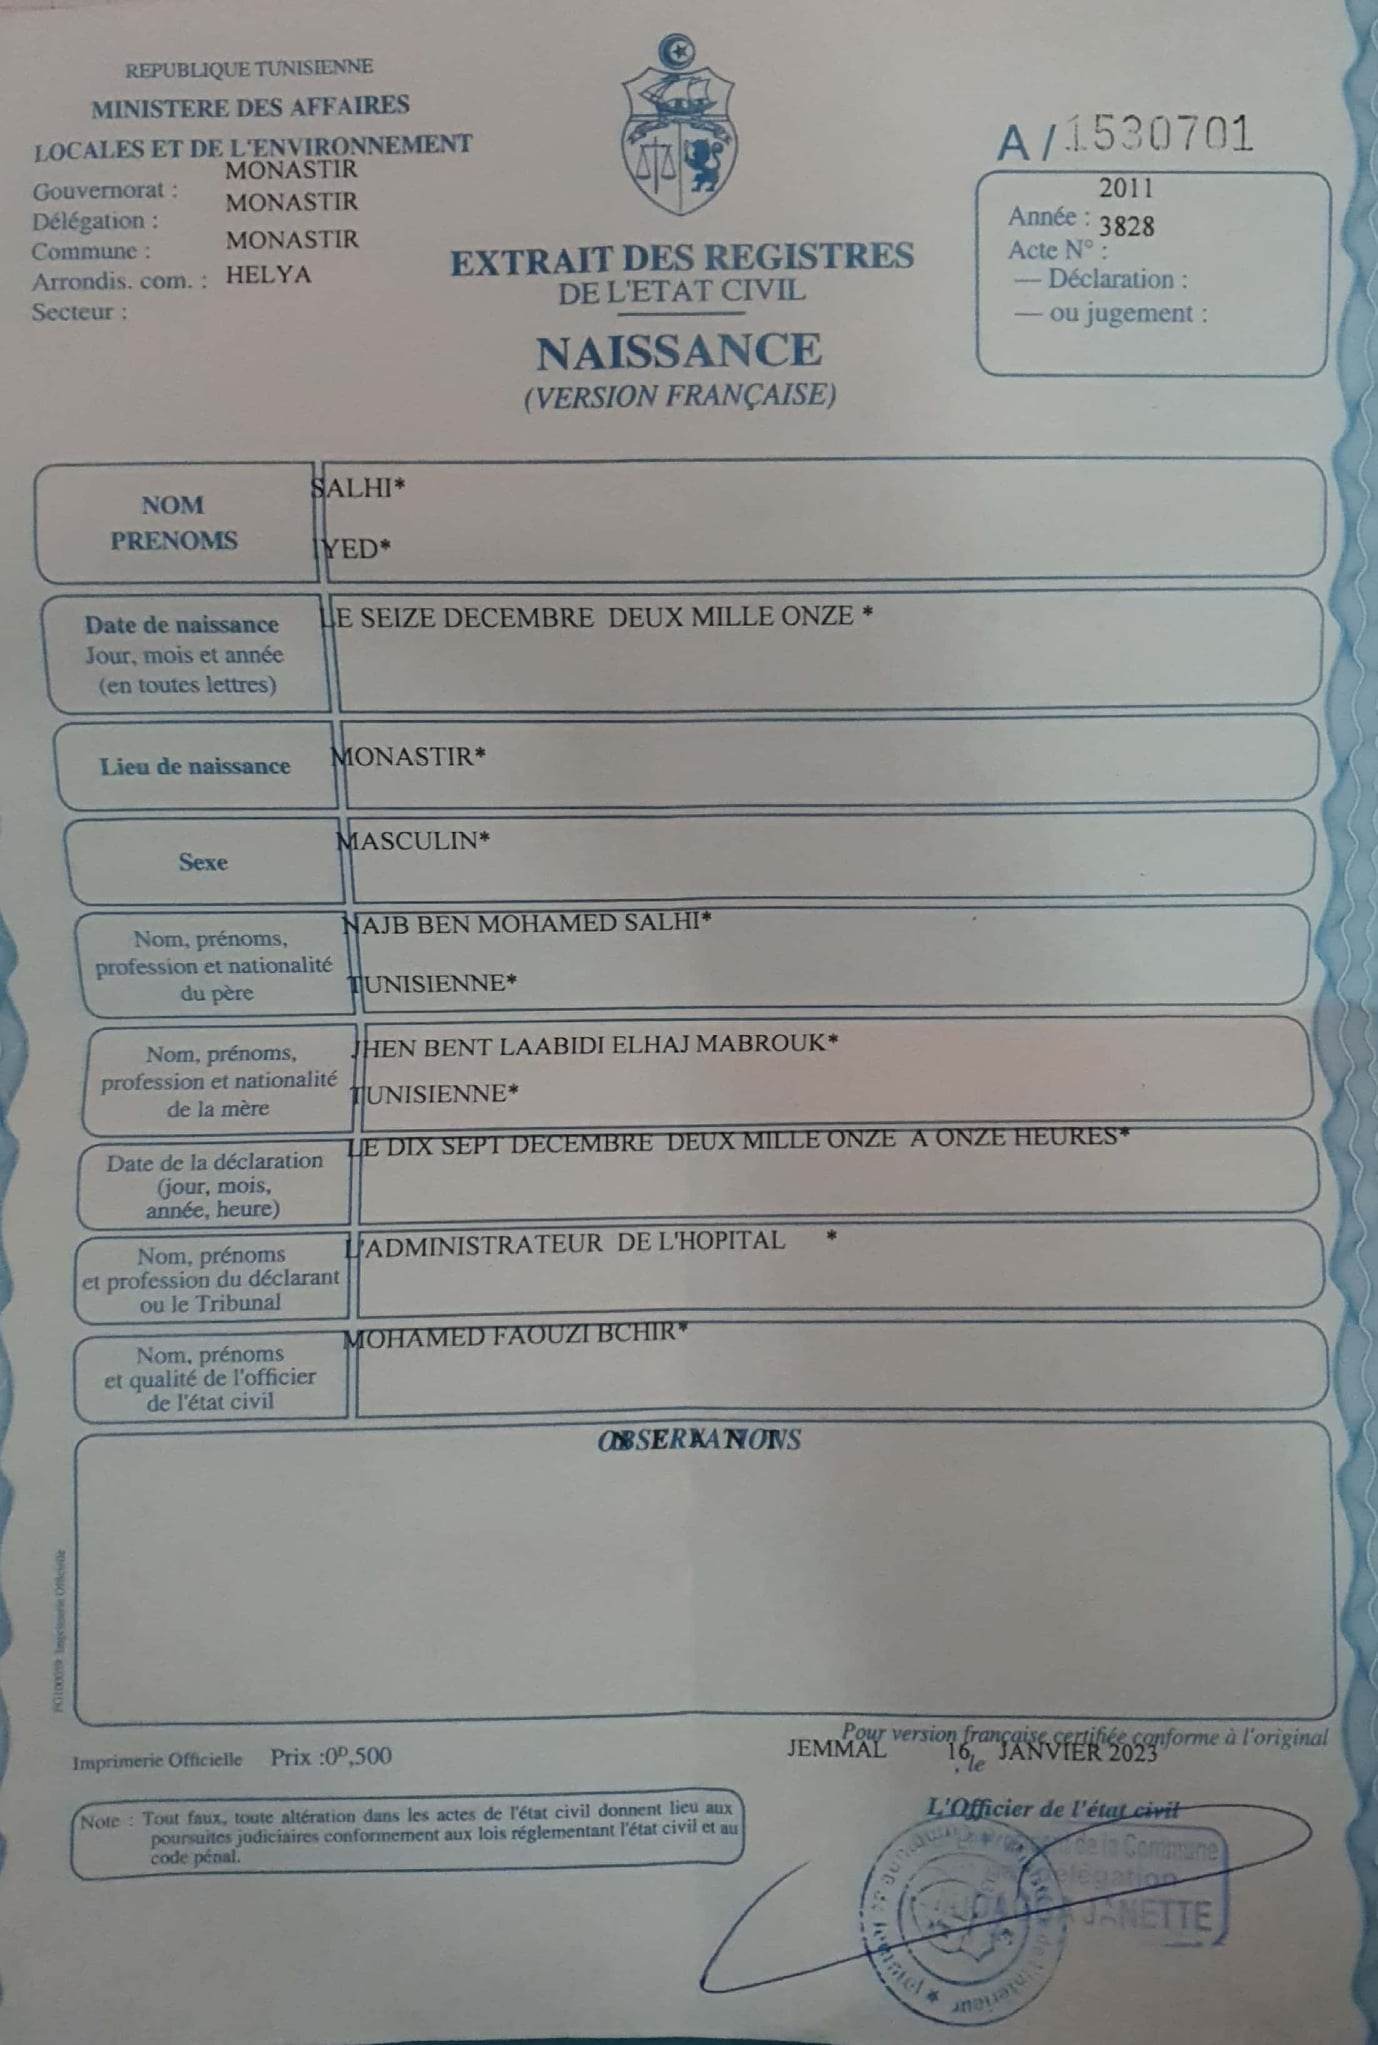 REPUBLIQUE TUNISIENNE
MINISTERE DES AFFAIRES
LOCALES ET DE L'ENVIRONNEMENT
Gouvernorat : MONASTIR
Délégation : MONASTIR
Commune : MONASTIR
Arrondis. com. : HELYA
Secteur :
A/1530701
2011
Année : 3828
Acte N° :
— Déclaration :
— ou jugement :
EXTRAIT DES REGISTRES
DE L'ETAT CIVIL
NAISSANCE
(VERSION FRANÇAISE)
NOM
PRENOMS
SALHI*
IYED*
Date de naissance
Jour, mois et année
(en toutes lettres)
LE SEIZE DECEMBRE DEUX MILLE ONZE *
Lieu de naissance
MONASTIR*
Sexe
MASCULIN*
Nom, prénoms,
profession et nationalité
du père
NAJB BEN MOHAMED SALHI*
TUNISIENNE*
Nom, prénoms,
profession et nationalité
de la mère
JHEN BENT LAABIDI ELHAJ MABROUK*
TUNISIENNE*
Date de la déclaration
(jour, mois,
année, heure)
LE DIX SEPT DECEMBRE DEUX MILLE ONZE A ONZE HEURES*
Nom, prénoms
et profession du déclarant
ou le Tribunal
L'ADMINISTRATEUR DE L'HOPITAL *
Nom, prénoms
et qualité de l'officier
de l'état civil
MOHAMED FAOUZI BCHIR*
OBSERVATIONS
Imprimerie Officielle
Imprimerie Officielle Prix :0ᴰ,500
Pour version française certifiée conforme à l'original
JEMMAL 16 le JANVIER 2023
Note : Tout faux, toute altération dans les actes de l'état civil donnent lieu aux
poursuites judiciaires conformement aux lois réglementant l'état civil et au
code pénal.
L'Officier de l'état civil
de la Commune
Délégation
JANETTE
de l'interieur